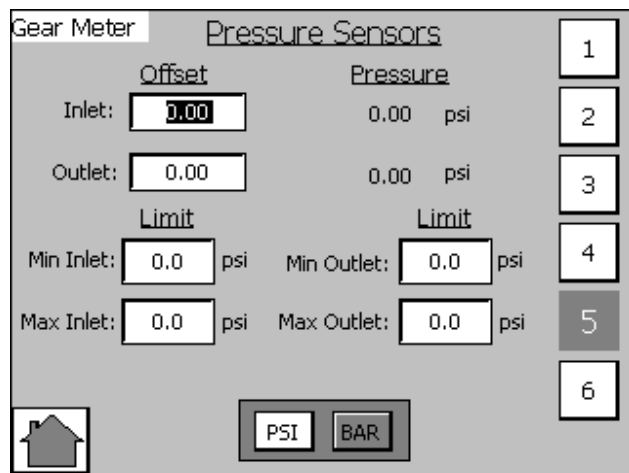 Gear Meter
Pressure Sensors
1
Offset
Pressure
Inlet: 0.00 0.00 psi
2
Outlet: 0.00 0.00 psi
3
Limit
Limit
Min Inlet: 0.0 psi Min Outlet: 0.0 psi
4
Max Inlet: 0.0 psi Max Outlet: 0.0 psi
5
6
PSI BAR